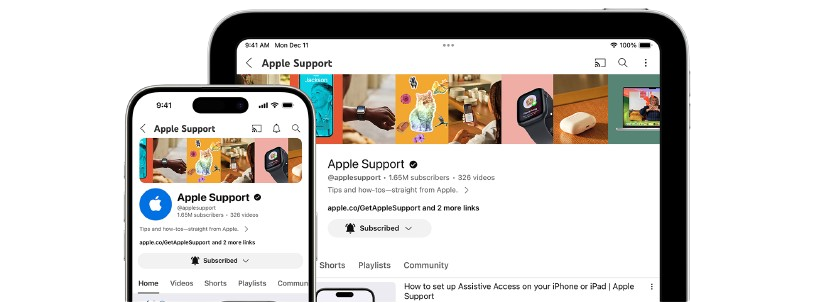 9:41 AM Mon Dec 11
100%
Apple Support
Jackson
Apple Support
@applesupport • 1.65M subscribers • 326 videos
Tips and how-tos—straight from Apple.
apple.co/GetAppleSupport and 2 more links
Subscribed
Shorts Playlists Community
How to set up Assistive Access on your iPhone or iPad | Apple
Support
9:41
Apple Support
Apple Support
@applesupport
1.65M subscribers • 326 videos
Tips and how-tos—straight from Apple.
apple.co/GetAppleSupport and 2 more links
Subscribed
Home Videos Shorts Playlists Commun